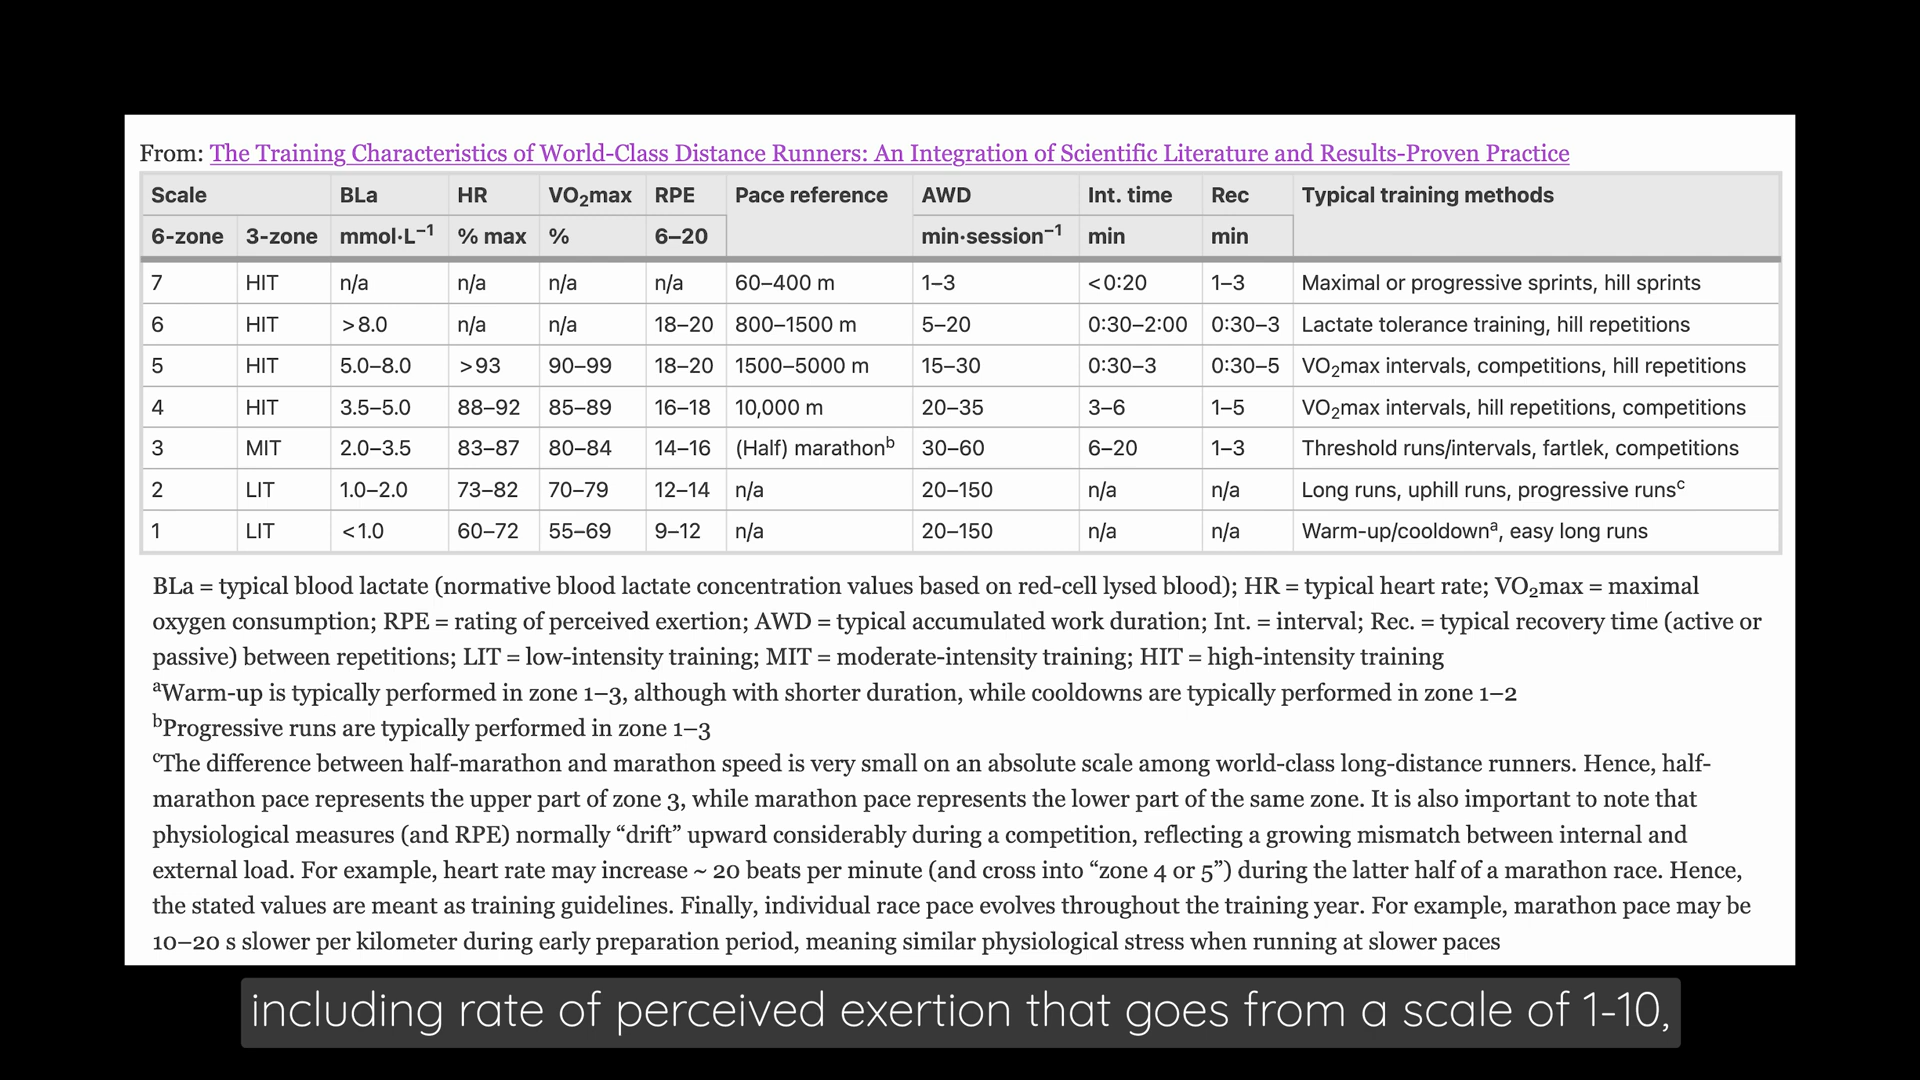 From: The Training Characteristics of World-Class Distance Runners: An Integration of Scientific Literature and Results-Proven Practice
Scale BLa HR VO₂max RPE Pace reference AWD Int. time Rec Typical training methods
6-zone 3-zone mmol·L⁻¹ % max % 6–20 min·session⁻¹ min min
7 HIT n/a n/a n/a n/a 60–400 m 1–3 <0:20 1–3 Maximal or progressive sprints, hill sprints
6 HIT >8.0 n/a n/a 18–20 800–1500 m 5–20 0:30–2:00 0:30–3 Lactate tolerance training, hill repetitions
5 HIT 5.0–8.0 >93 90–99 18–20 1500–5000 m 15–30 0:30–3 0:30–5 VO₂max intervals, competitions, hill repetitions
4 HIT 3.5–5.0 88–92 85–89 16–18 10,000 m 20–35 3–6 1–5 VO₂max intervals, hill repetitions, competitions
3 MIT 2.0–3.5 83–87 80–84 14–16 (Half) marathonᵇ 30–60 6–20 1–3 Threshold runs/intervals, fartlek, competitions
2 LIT 1.0–2.0 73–82 70–79 12–14 n/a 20–150 n/a n/a Long runs, uphill runs, progressive runsᶜ
1 LIT <1.0 60–72 55–69 9–12 n/a 20–150 n/a n/a Warm-up/cooldownᵃ, easy long runs
BLa = typical blood lactate (normative blood lactate concentration values based on red-cell lysed blood); HR = typical heart rate; VO₂max = maximal
oxygen consumption; RPE = rating of perceived exertion; AWD = typical accumulated work duration; Int. = interval; Rec. = typical recovery time (active or
passive) between repetitions; LIT = low-intensity training; MIT = moderate-intensity training; HIT = high-intensity training
ᵃWarm-up is typically performed in zone 1–3, although with shorter duration, while cooldowns are typically performed in zone 1–2
ᵇProgressive runs are typically performed in zone 1–3
ᶜThe difference between half-marathon and marathon speed is very small on an absolute scale among world-class long-distance runners. Hence, half-
marathon pace represents the upper part of zone 3, while marathon pace represents the lower part of the same zone. It is also important to note that
physiological measures (and RPE) normally “drift” upward considerably during a competition, reflecting a growing mismatch between internal and
external load. For example, heart rate may increase ~ 20 beats per minute (and cross into “zone 4 or 5”) during the latter half of a marathon race. Hence,
the stated values are meant as training guidelines. Finally, individual race pace evolves throughout the training year. For example, marathon pace may be
10–20 s slower per kilometer during early preparation period, meaning similar physiological stress when running at slower paces
including rate of perceived exertion that goes from a scale of 1-10,